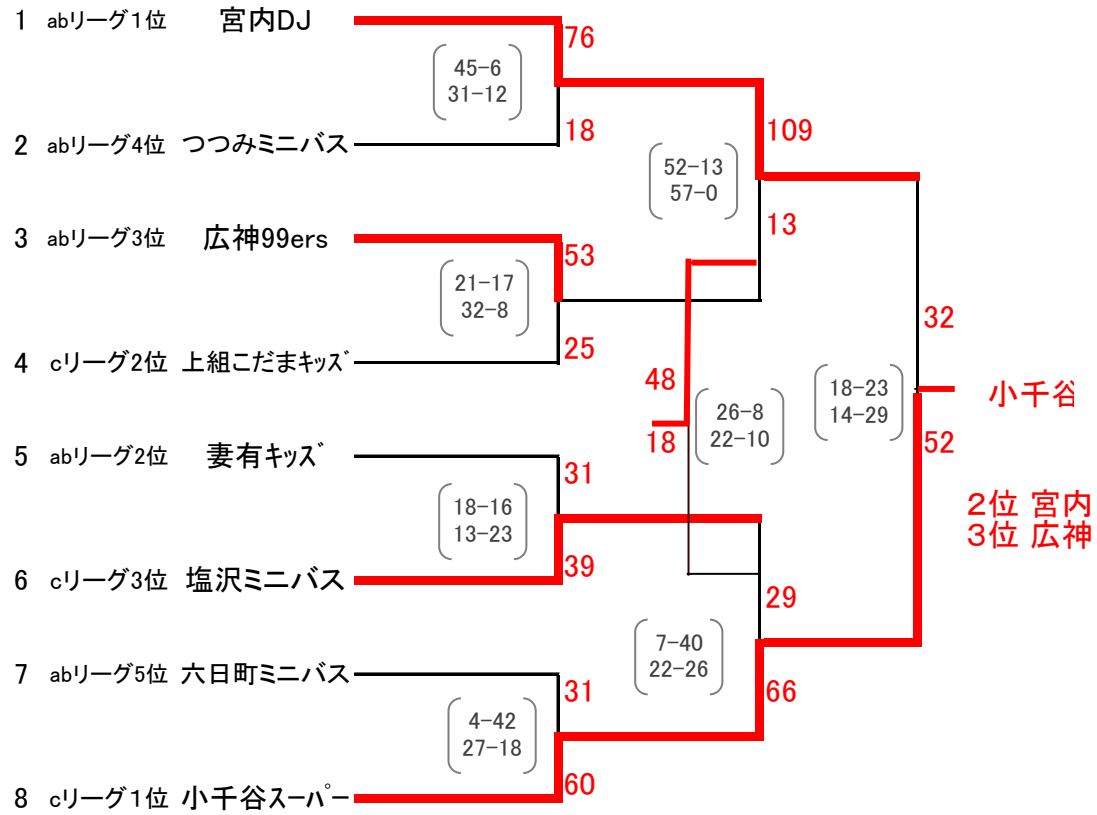 1 abリーグ1位 宮内DJ
76
45-6
31-12
18
2 abリーグ4位 つつみミニバス
109
52-13
57-0
13
3 abリーグ3位 広神99ers
53
21-17
32-8
25
4 cリーグ2位 上組こだまｷｯｽﾞ
32
48
18
26-8
22-10
18-23
14-29
小千谷
52
5 abリーグ2位 妻有ｷｯｽﾞ
31
18-16
13-23
39
2位 宮内
3位 広神
6 cリーグ3位 塩沢ミニバス
29
7-40
22-26
66
7 abリーグ5位 六日町ミニバス
31
4-42
27-18
60
8 cリーグ1位 小千谷ｽｰﾊﾟｰ